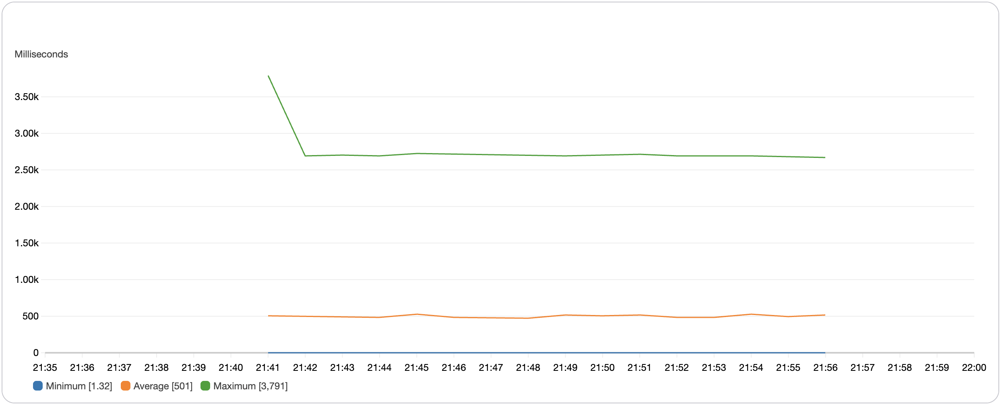 Milliseconds
3.50k
3.00k
2.50k
2.00k
1.50k
1.00k
500
0
21:35 21:36 21:37 21:38 21:39 21:40 21:41 21:42 21:43 21:44 21:45 21:46 21:47 21:48 21:49 21:50 21:51 21:52 21:53 21:54 21:55 21:56 21:57 21:58 21:59 22:00
Minimum [1.32] Average [501] Maximum [3,791]